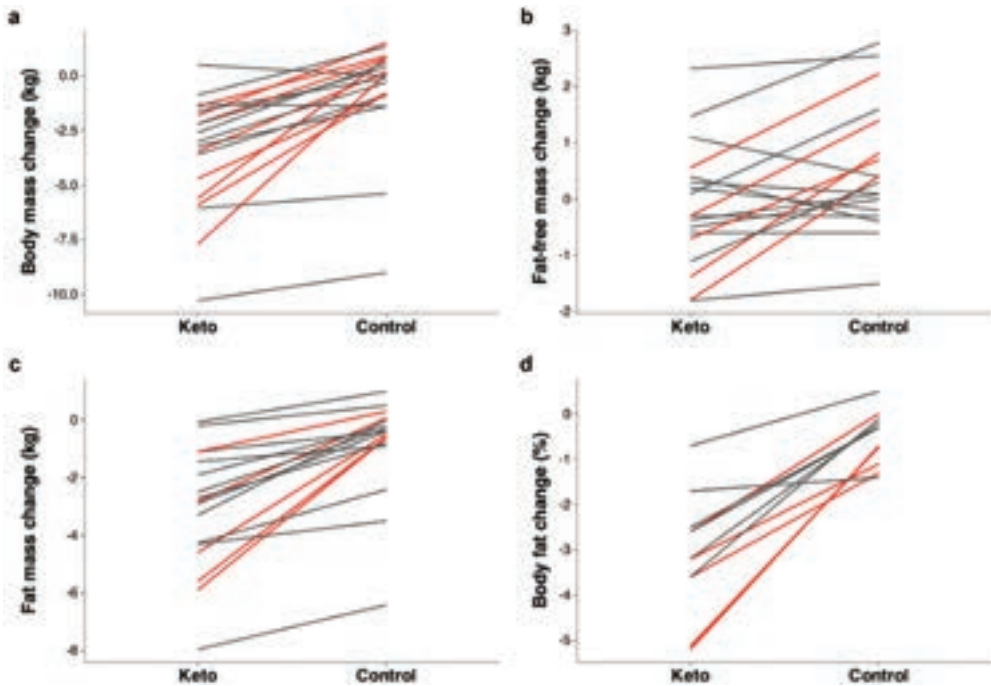 a
Body mass change (kg)
0.0
-2.5
-5.0
-7.5
-10.0
Keto Control
b
Fat-free mass change (kg)
3
2
1
0
-1
-2
Keto Control
c
Fat mass change (kg)
0
-2
-4
-6
-8
Keto Control
d
Body fat change (%)
0
-1
-2
-3
-4
-5
Keto Control